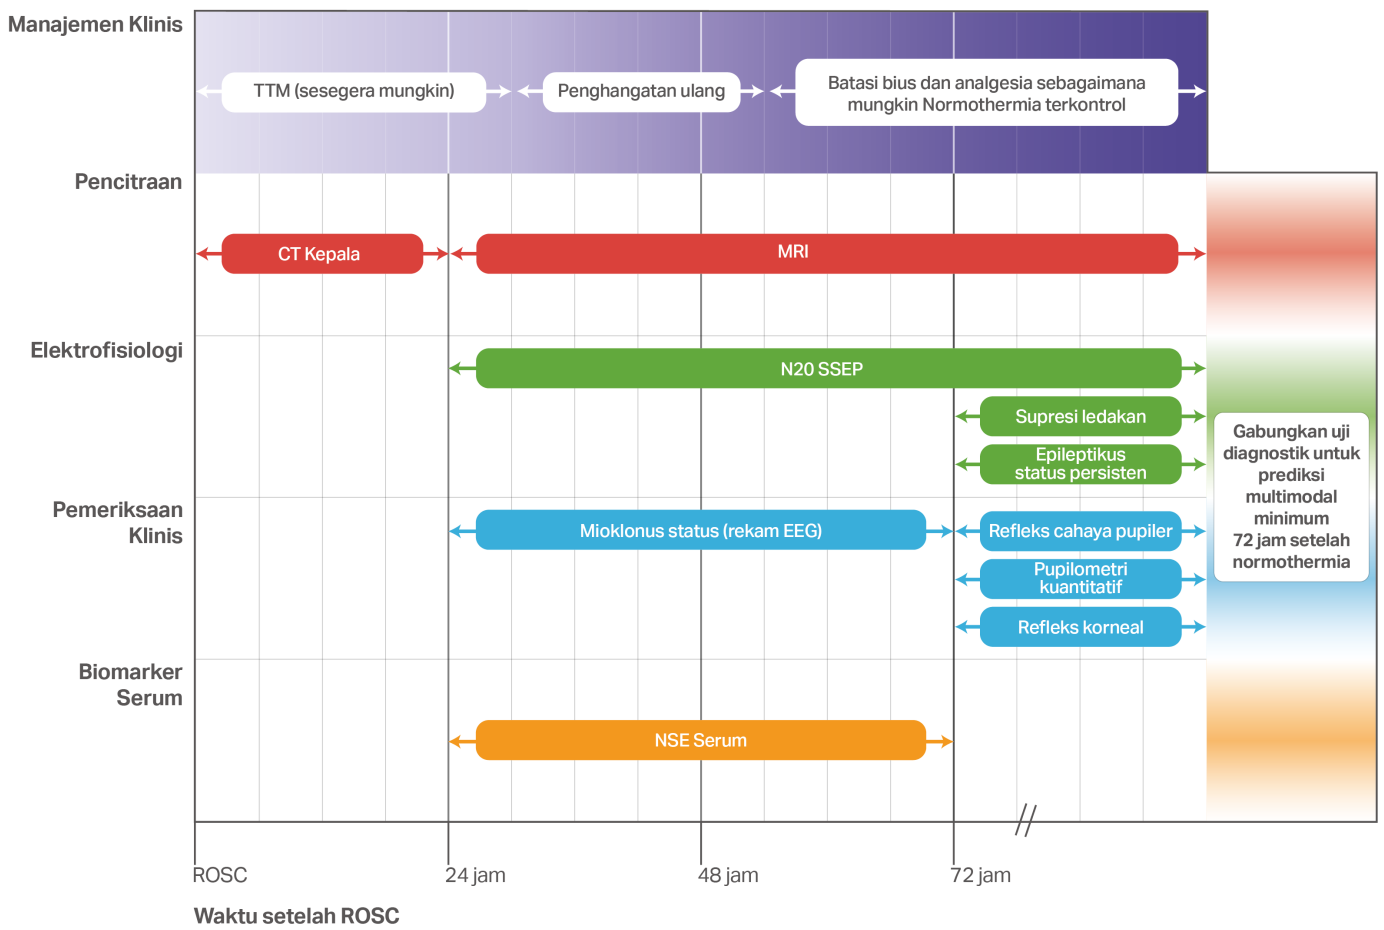 Manajemen Klinis
TTM (sesegera mungkin)
Penghangatan ulang
Batasi bius dan analgesia sebagaimana
mungkin Normothermia terkontrol
Pencitraan
CT Kepala
MRI
Elektrofisiologi
N20 SSEP
Supresi ledakan
Epileptikus
status persisten
Pemeriksaan
Klinis
Mioklonus status (rekam EEG)
Refleks cahaya pupiler
Pupilometri
kuantitatif
Refleks korneal
Biomarker
Serum
NSE Serum
Gabungkan uji
diagnostik untuk
prediksi
multimodal
minimum
72 jam setelah
normothermia
ROSC
24 jam
48 jam
72 jam
Waktu setelah ROSC